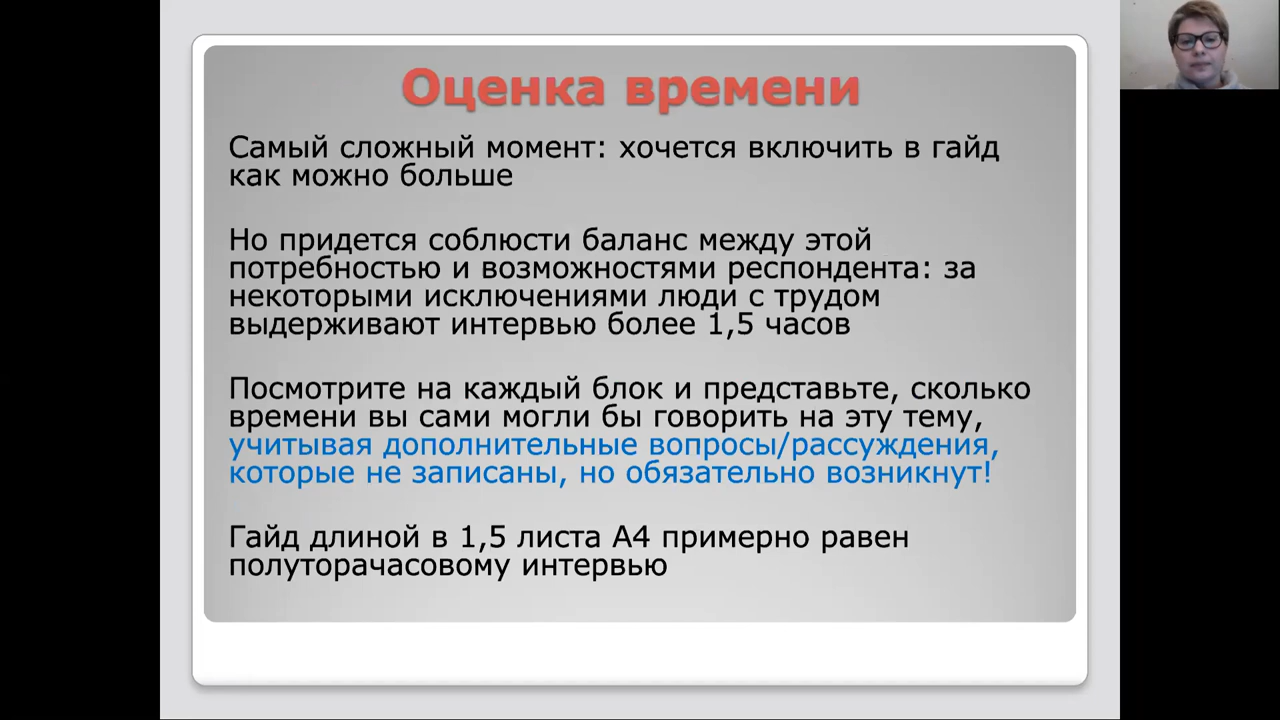 Оценка времени
Самый сложный момент: хочется включить в гайд
как можно больше
Но придется соблюсти баланс между этой
потребностью и возможностями респондента: за
некоторыми исключениями люди с трудом
выдерживают интервью более 1,5 часов
Посмотрите на каждый блок и представьте, сколько
времени вы сами могли бы говорить на эту тему,
учитывая дополнительные вопросы/рассуждения,
которые не записаны, но обязательно возникнут!
Гайд длиной в 1,5 листа А4 примерно равен
полуторачасовому интервью